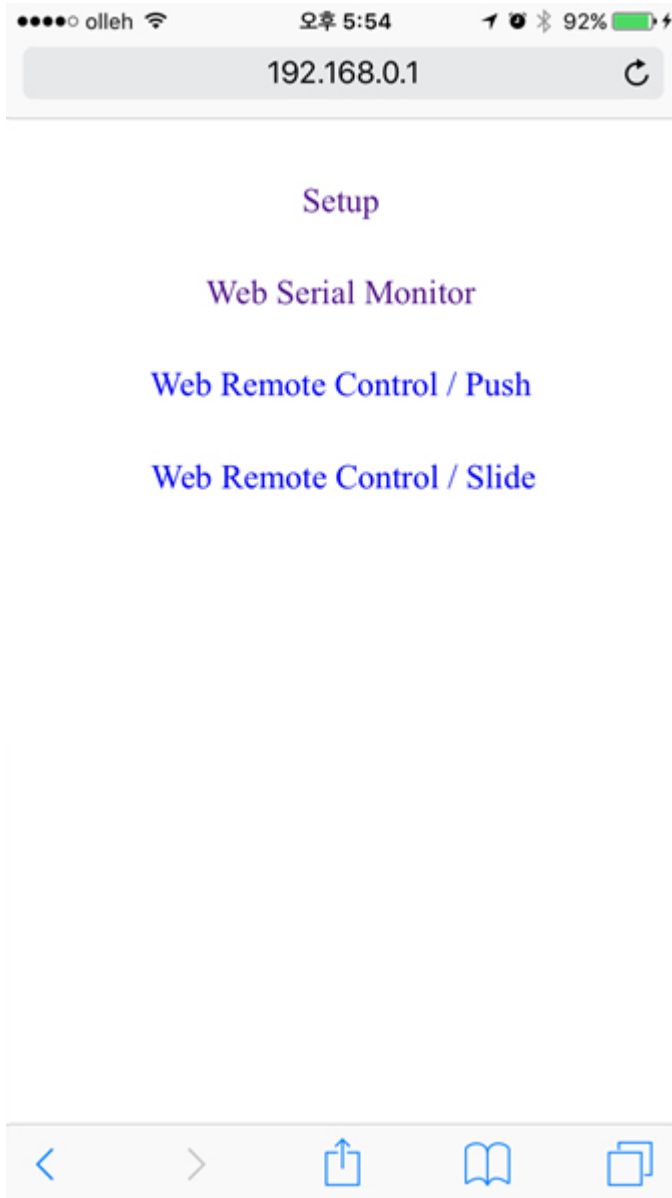 olleh 오후 5:54 92%
192.168.0.1
Setup
Web Serial Monitor
Web Remote Control / Push
Web Remote Control / Slide